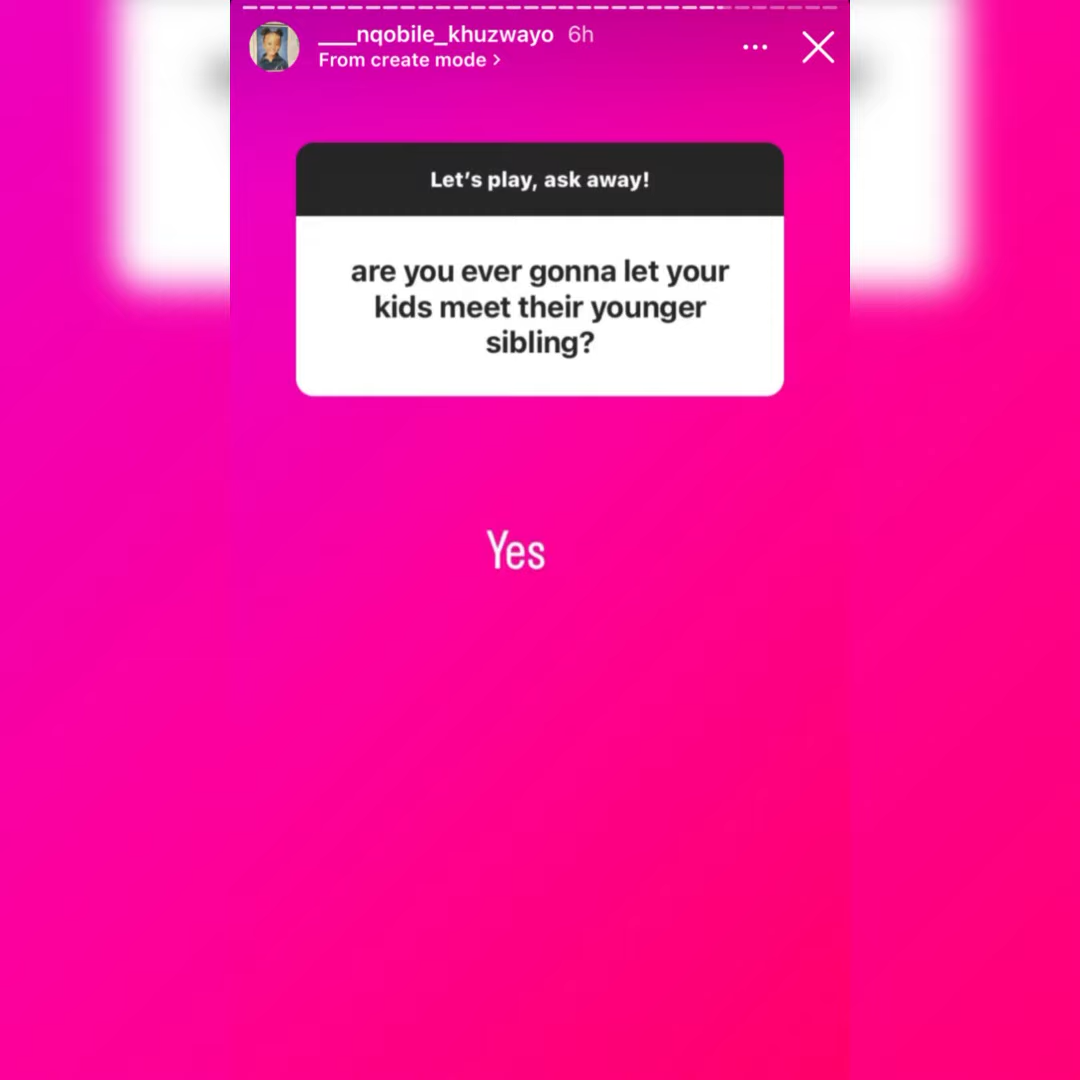 ___nqobile_khuzwayo 6h
From create mode >
Let’s play, ask away!
are you ever gonna let your
kids meet their younger
sibling?
Yes